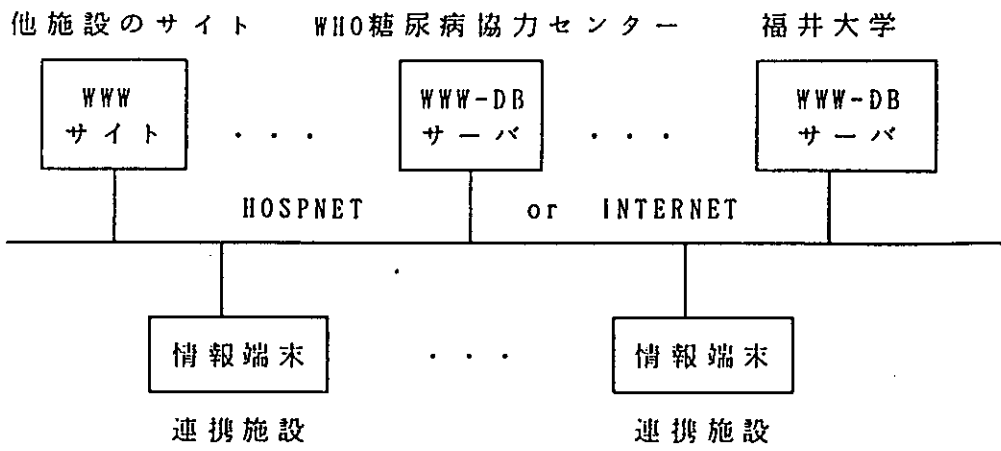 他施設のサイト WHO糖尿病協力センター 福井大学
WWW サイト
・・・
WWW-DB サーバ
・・・
WWW-DB サーバ
HOSPNET or INTERNET
情報端末 ・・・ 情報端末
連携施設 連携施設